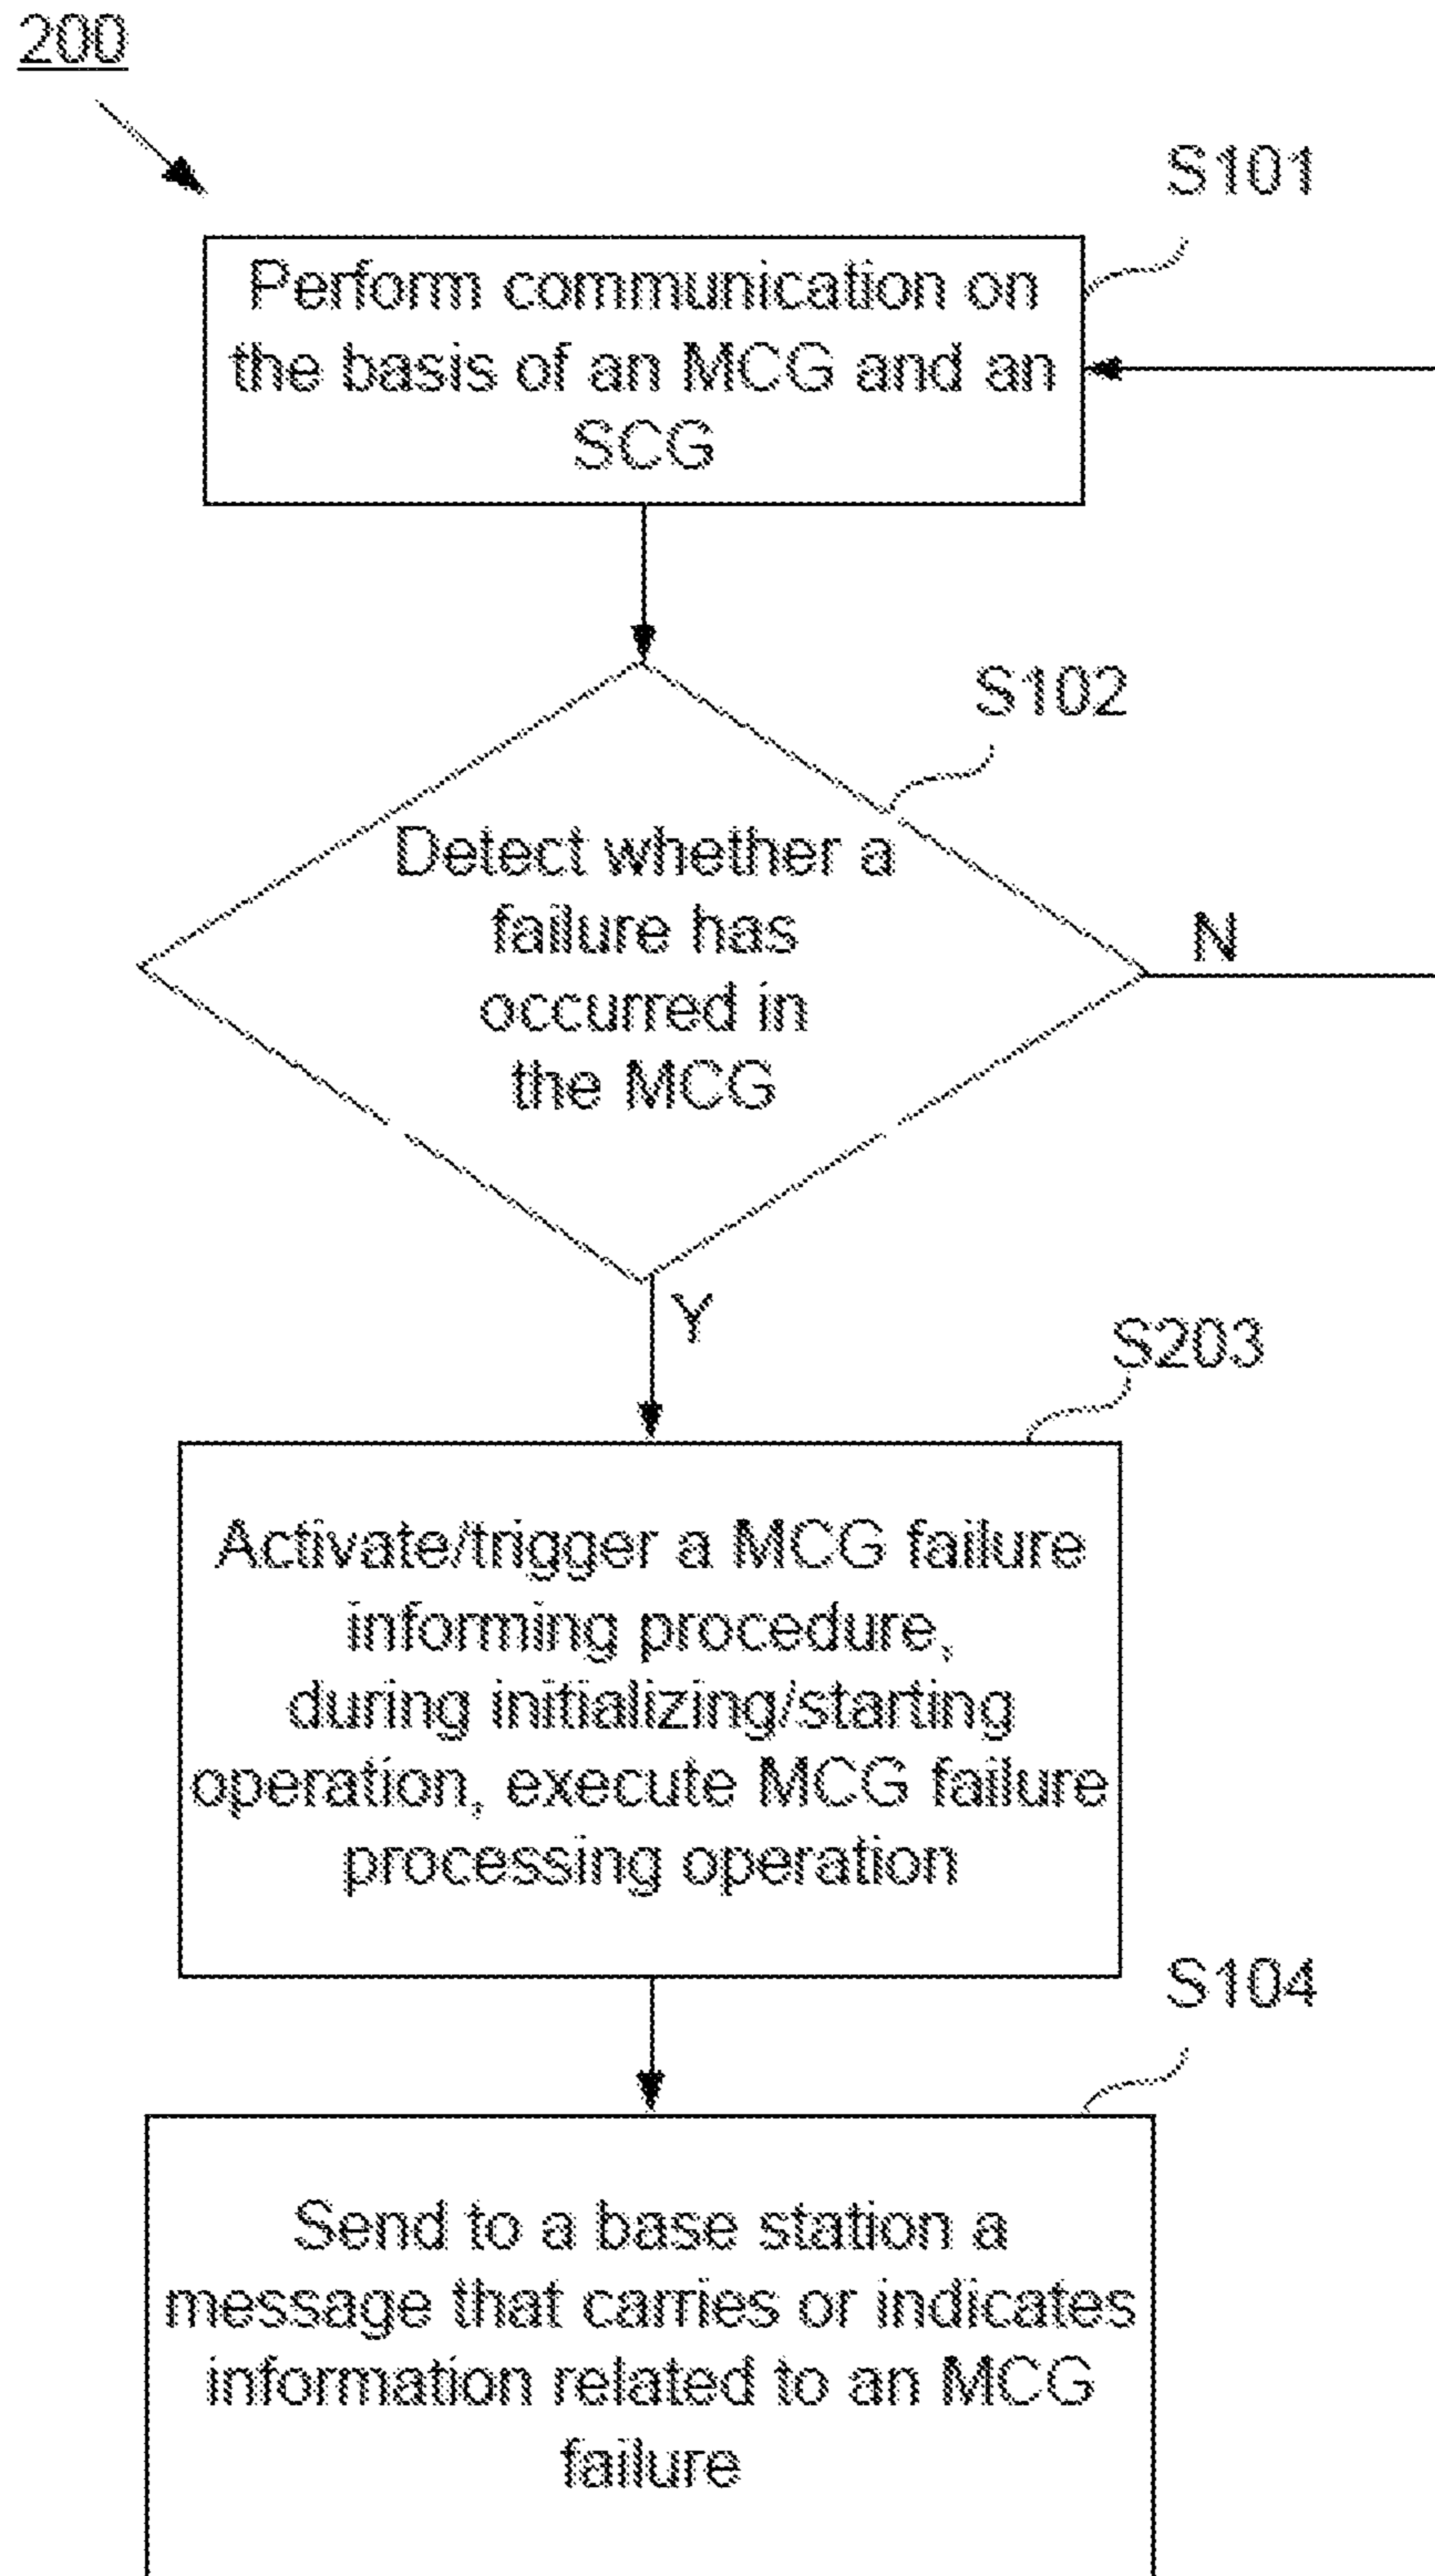 200
S101
Perform communication on
the basis of an MCG and an
SCG
S102
Detect whether a
failure has
occurred in
the MCG
N
Y
S203
Activate/trigger a MCG failure
informing procedure,
during initializing/starting
operation, execute MCG failure
processing operation
S104
Send to a base station a
message that carries or indicates
information related to an MCG
failure